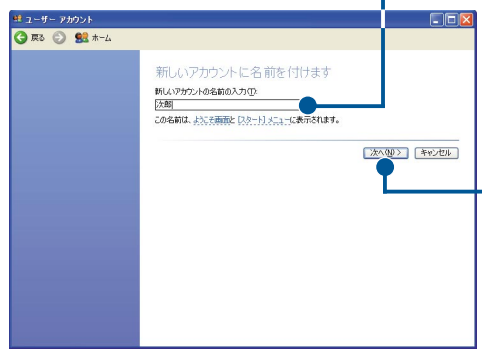 ユーザー アカウント
戻る ホーム
新しいアカウントに名前を付けます
新しいアカウントの名前の入力(T):
次郎
この名前は、ようこそ画面と [スタート] メニューに表示されます。
次へ(N) > キャンセル